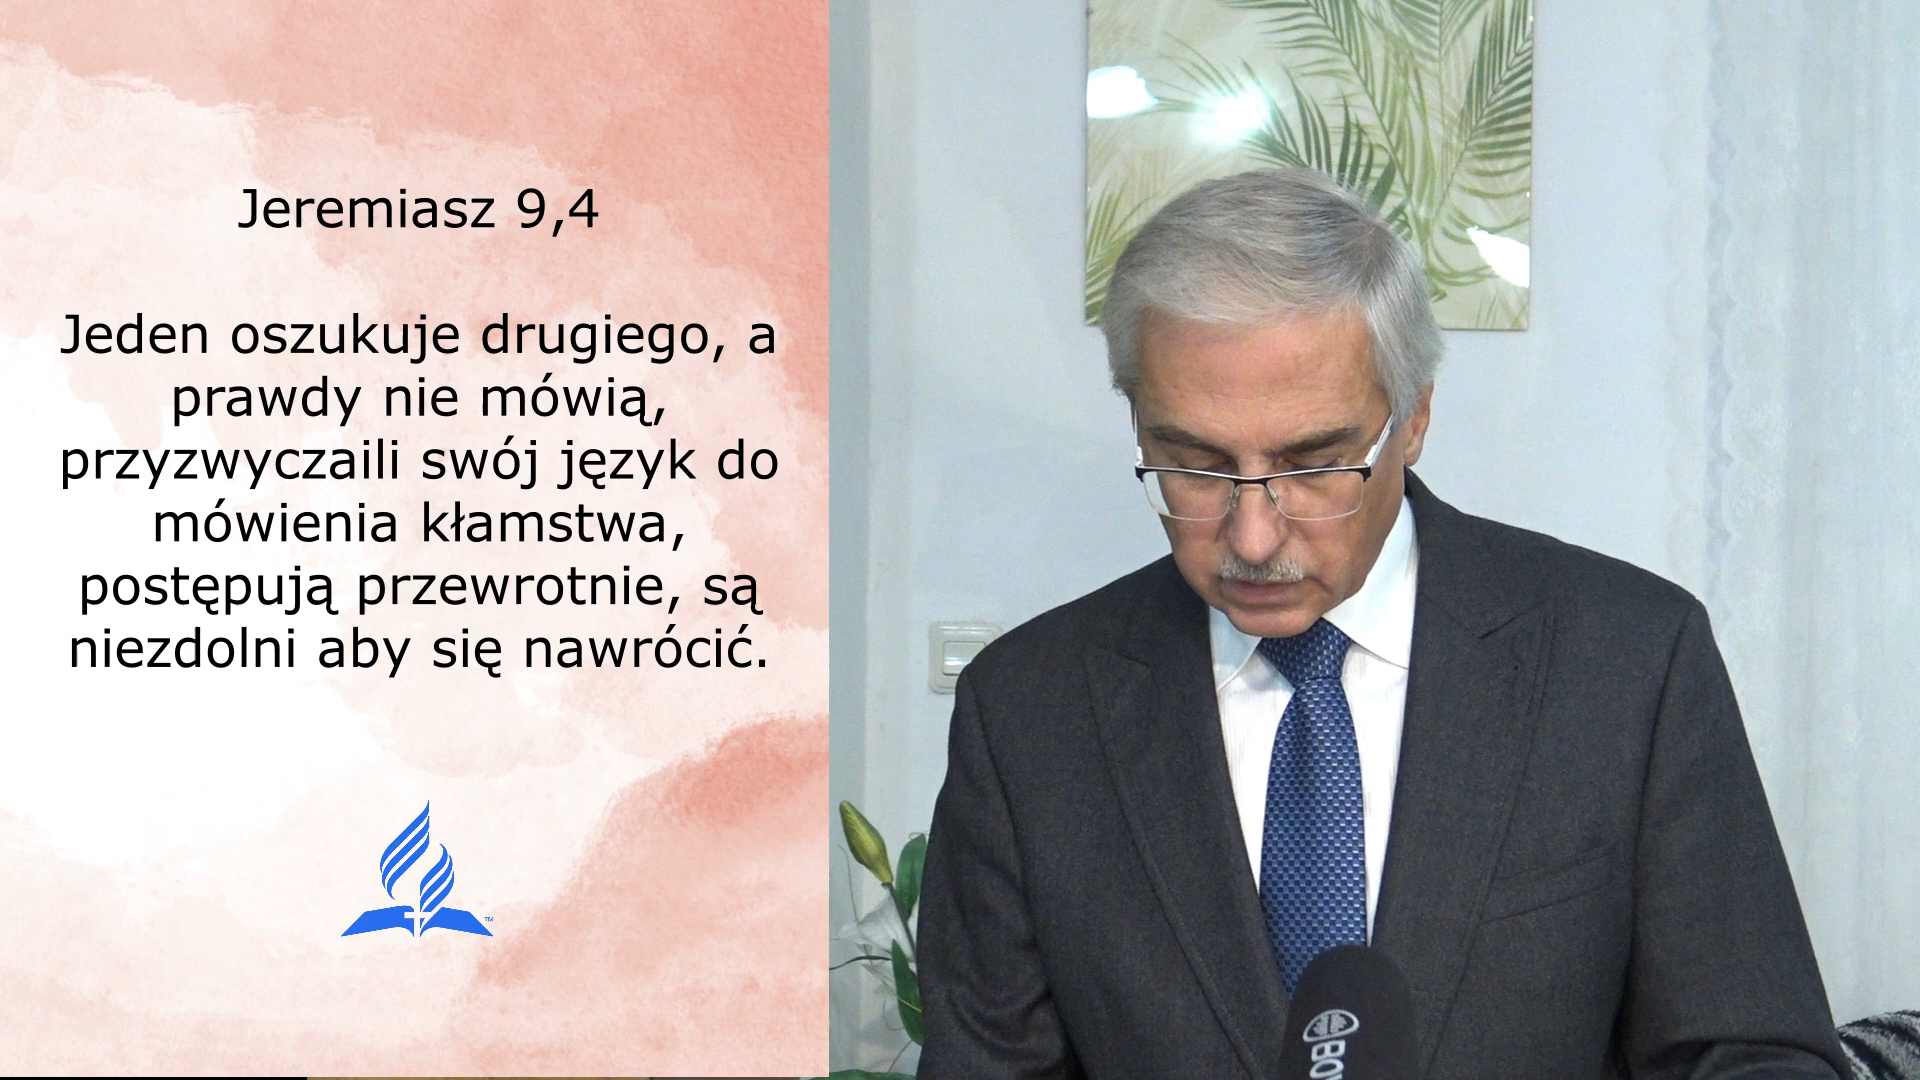 Jeremiasz 9,4
Jeden oszukuje drugiego, a
prawdy nie mówią,
przyzwyczaili swój język do
mówienia kłamstwa,
postępują przewrotnie, są
niezdolni aby się nawrócić.
TM